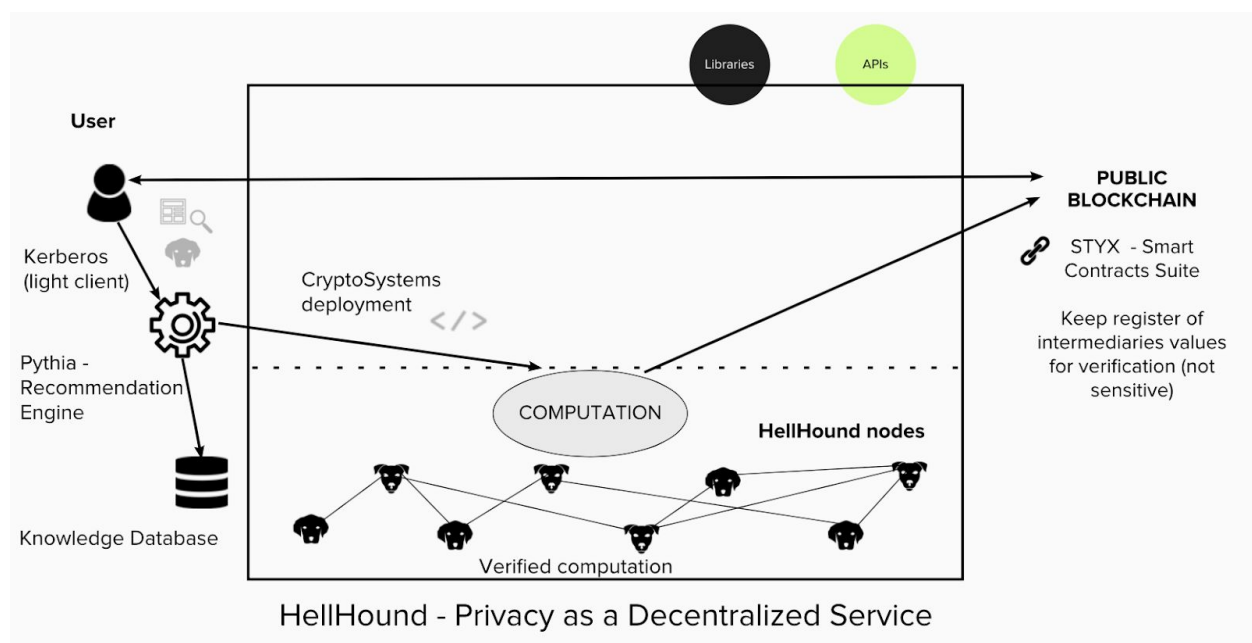 Libraries
APIs
User
PUBLIC
BLOCKCHAIN
Kerberos
(light client)
STYX - Smart
Contracts Suite
CryptoSystems
deployment
</>
Keep register of
intermediaries values
for verification (not
sensitive)
Pythia -
Recommendation
Engine
COMPUTATION
HellHound nodes
Knowledge Database
Verified computation
HellHound - Privacy as a Decentralized Service